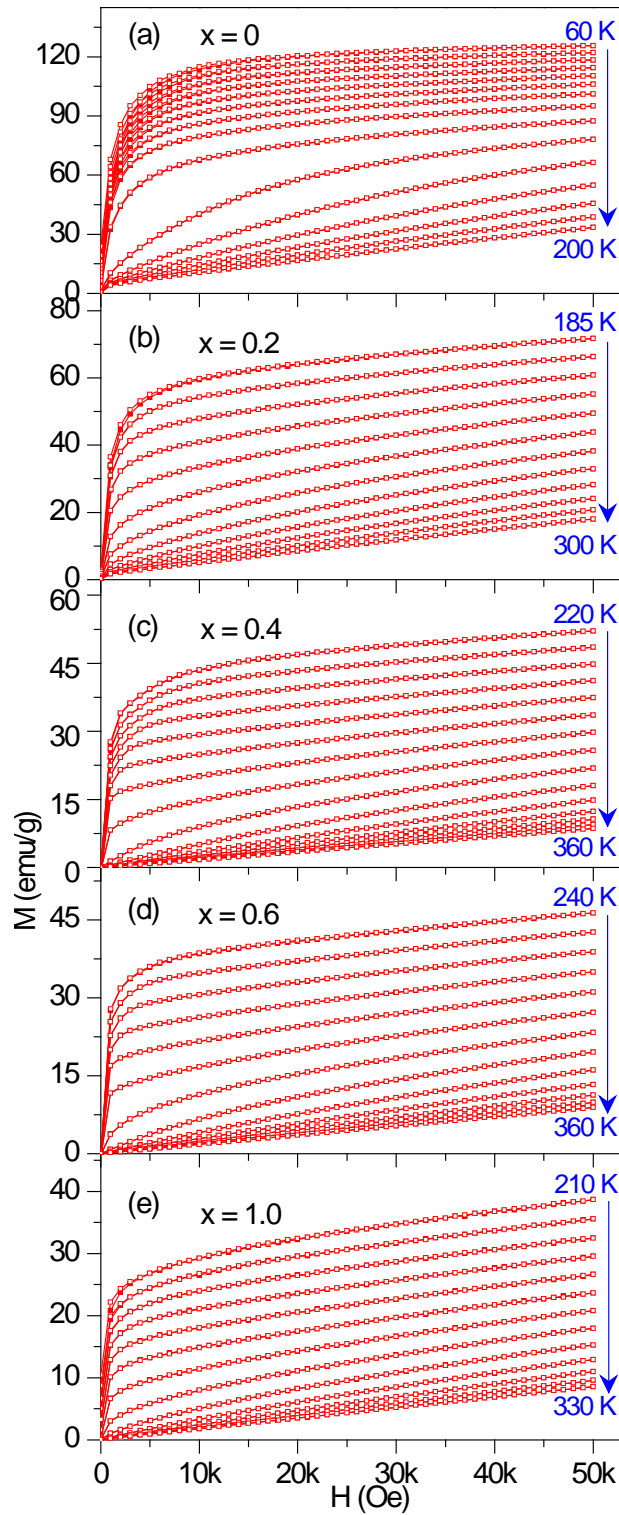 (a) x = 0 60 K
120
90
60
30
200 K
0
80
(b) x = 0.2 185 K
60
40
20
300 K
0
60
(c) x = 0.4 220 K
45
30
15
360 K
0
(d) x = 0.6 240 K
45
30
15
360 K
0
(e) x = 1.0 210 K
40
30
20
10
330 K
0
M (emu/g)
0 10k 20k 30k 40k 50k
H (Oe)